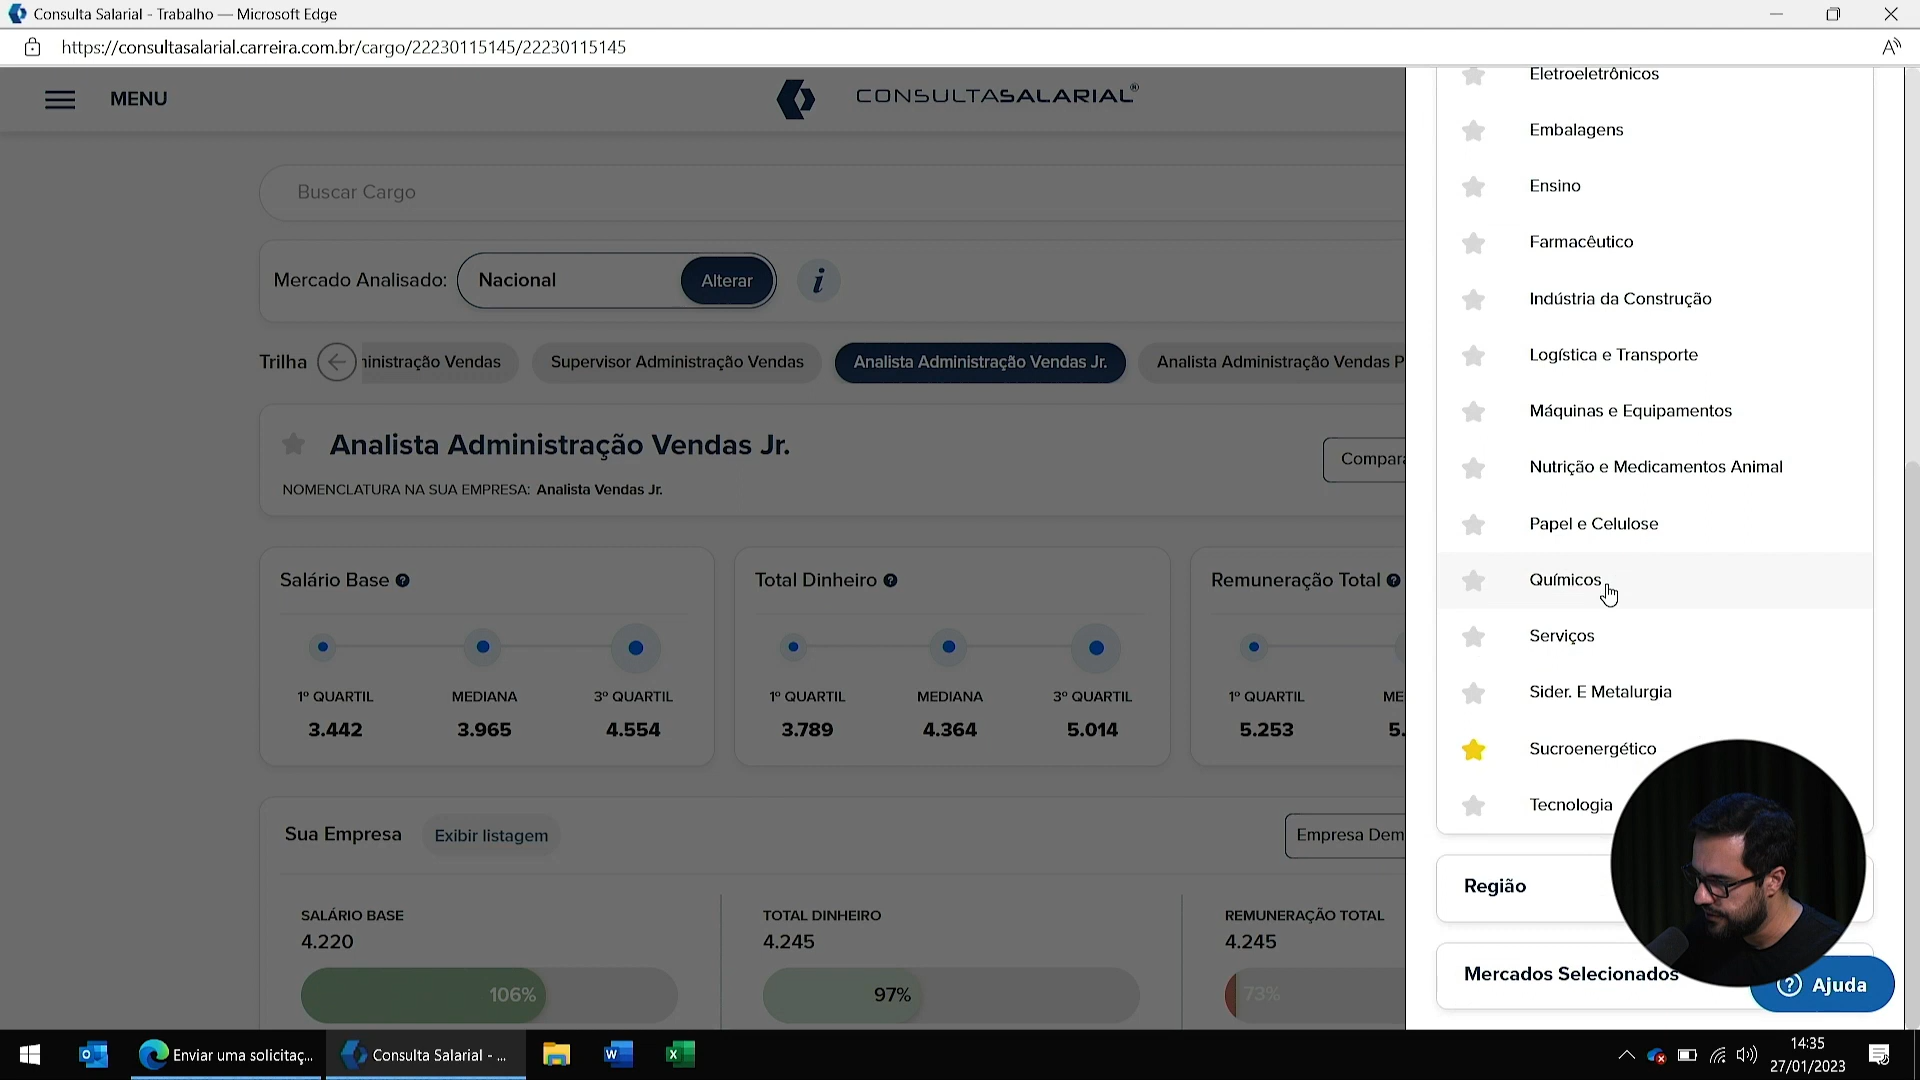 Consulta Salarial - Trabalho — Microsoft Edge
https://consultasalarial.carreira.com.br/cargo/22230115145/22230115145
MENU
CONSULTASALARIAL®
Buscar Cargo
Mercado Analisado: Nacional Alterar i
Trilha inistração Vendas Supervisor Administração Vendas Analista Administração Vendas Jr. Analista Administração Vendas P
Analista Administração Vendas Jr.
NOMENCLATURA NA SUA EMPRESA: Analista Vendas Jr.
Compara
Salário Base ?
1º QUARTIL MEDIANA 3º QUARTIL
3.442 3.965 4.554
Total Dinheiro ?
1º QUARTIL MEDIANA 3º QUARTIL
3.789 4.364 5.014
Remuneração Total ?
1º QUARTIL ME
5.253 5.
Sua Empresa Exibir listagem Empresa Dem
SALÁRIO BASE
4.220
106%
TOTAL DINHEIRO
4.245
97%
REMUNERAÇÃO TOTAL
4.245
73%
Eletroeletrônicos
Embalagens
Ensino
Farmacêutico
Indústria da Construção
Logística e Transporte
Máquinas e Equipamentos
Nutrição e Medicamentos Animal
Papel e Celulose
Químicos
Serviços
Sider. E Metalurgia
Sucroenergético
Tecnologia
Região
Mercados Selecionados
? Ajuda
Enviar uma solicitaç...
Consulta Salarial - ...
14:35
27/01/2023